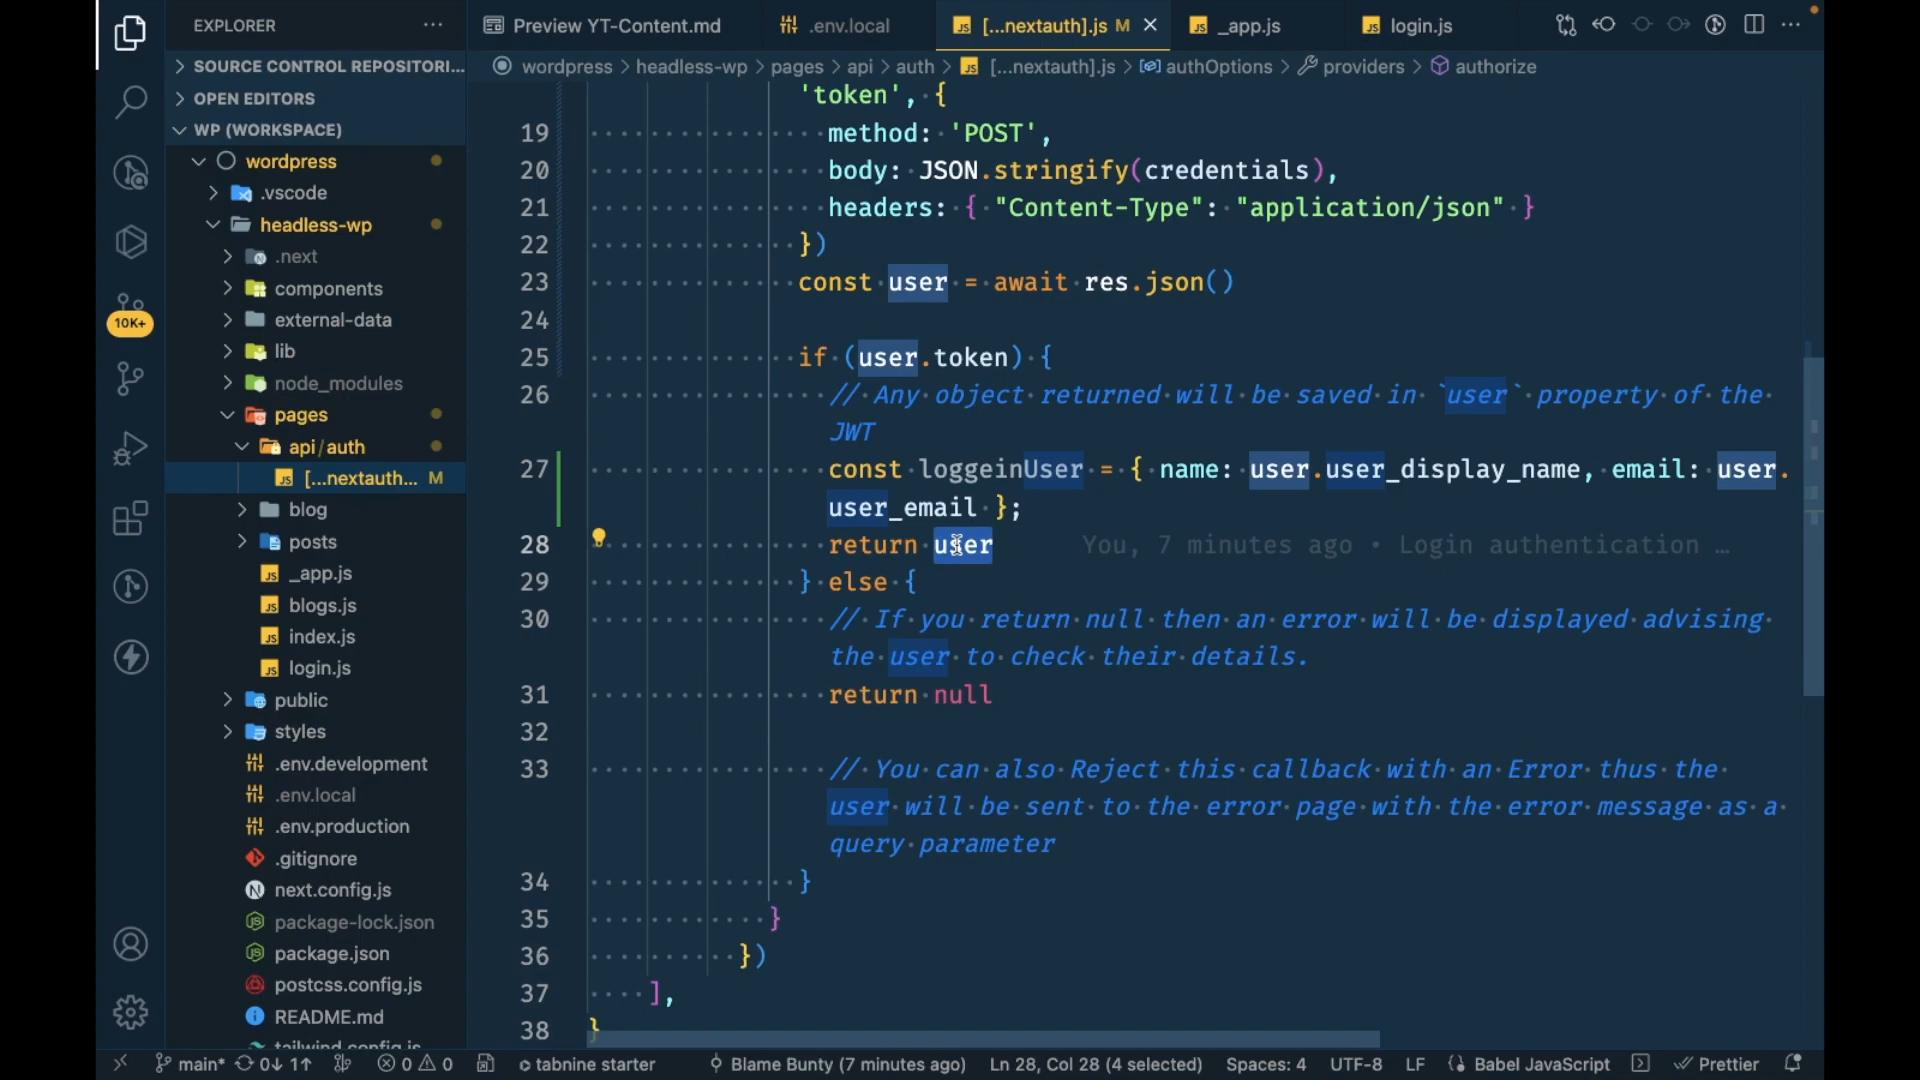 EXPLORER
SOURCE CONTROL REPOSITORI...
OPEN EDITORS
WP (WORKSPACE)
wordpress
.vscode
headless-wp
.next
components
external-data
lib
node_modules
pages
api/auth
[...nextauth... M
blog
posts
_app.js
blogs.js
index.js
login.js
public
styles
.env.development
.env.local
.env.production
.gitignore
next.config.js
package-lock.json
package.json
postcss.config.js
README.md
tailwind.config.js
10K+
Preview YT-Content.md
.env.local
[...nextauth].js M
_app.js
login.js
wordpress > headless-wp > pages > api > auth > [...nextauth].js > authOptions > providers > authorize
'token', {
19 method: 'POST',
20 body: JSON.stringify(credentials),
21 headers: { "Content-Type": "application/json" }
22 })
23 const user = await res.json()
24
25 if (user.token) {
26 // Any object returned will be saved in `user` property of the
JWT
27 const loggeinUser = { name: user.user_display_name, email: user.
user_email };
28 return user You, 7 minutes ago • Login authentication …
29 } else {
30 // If you return null then an error will be displayed advising
the user to check their details.
31 return null
32
33 // You can also Reject this callback with an Error thus the
user will be sent to the error page with the error message as a
query parameter
34 }
35 }
36 })
37 ],
38 }
main* 0↓ 1↑ 0 0 tabnine starter Blame Bunty (7 minutes ago) Ln 28, Col 28 (4 selected) Spaces: 4 UTF-8 LF Babel JavaScript Prettier